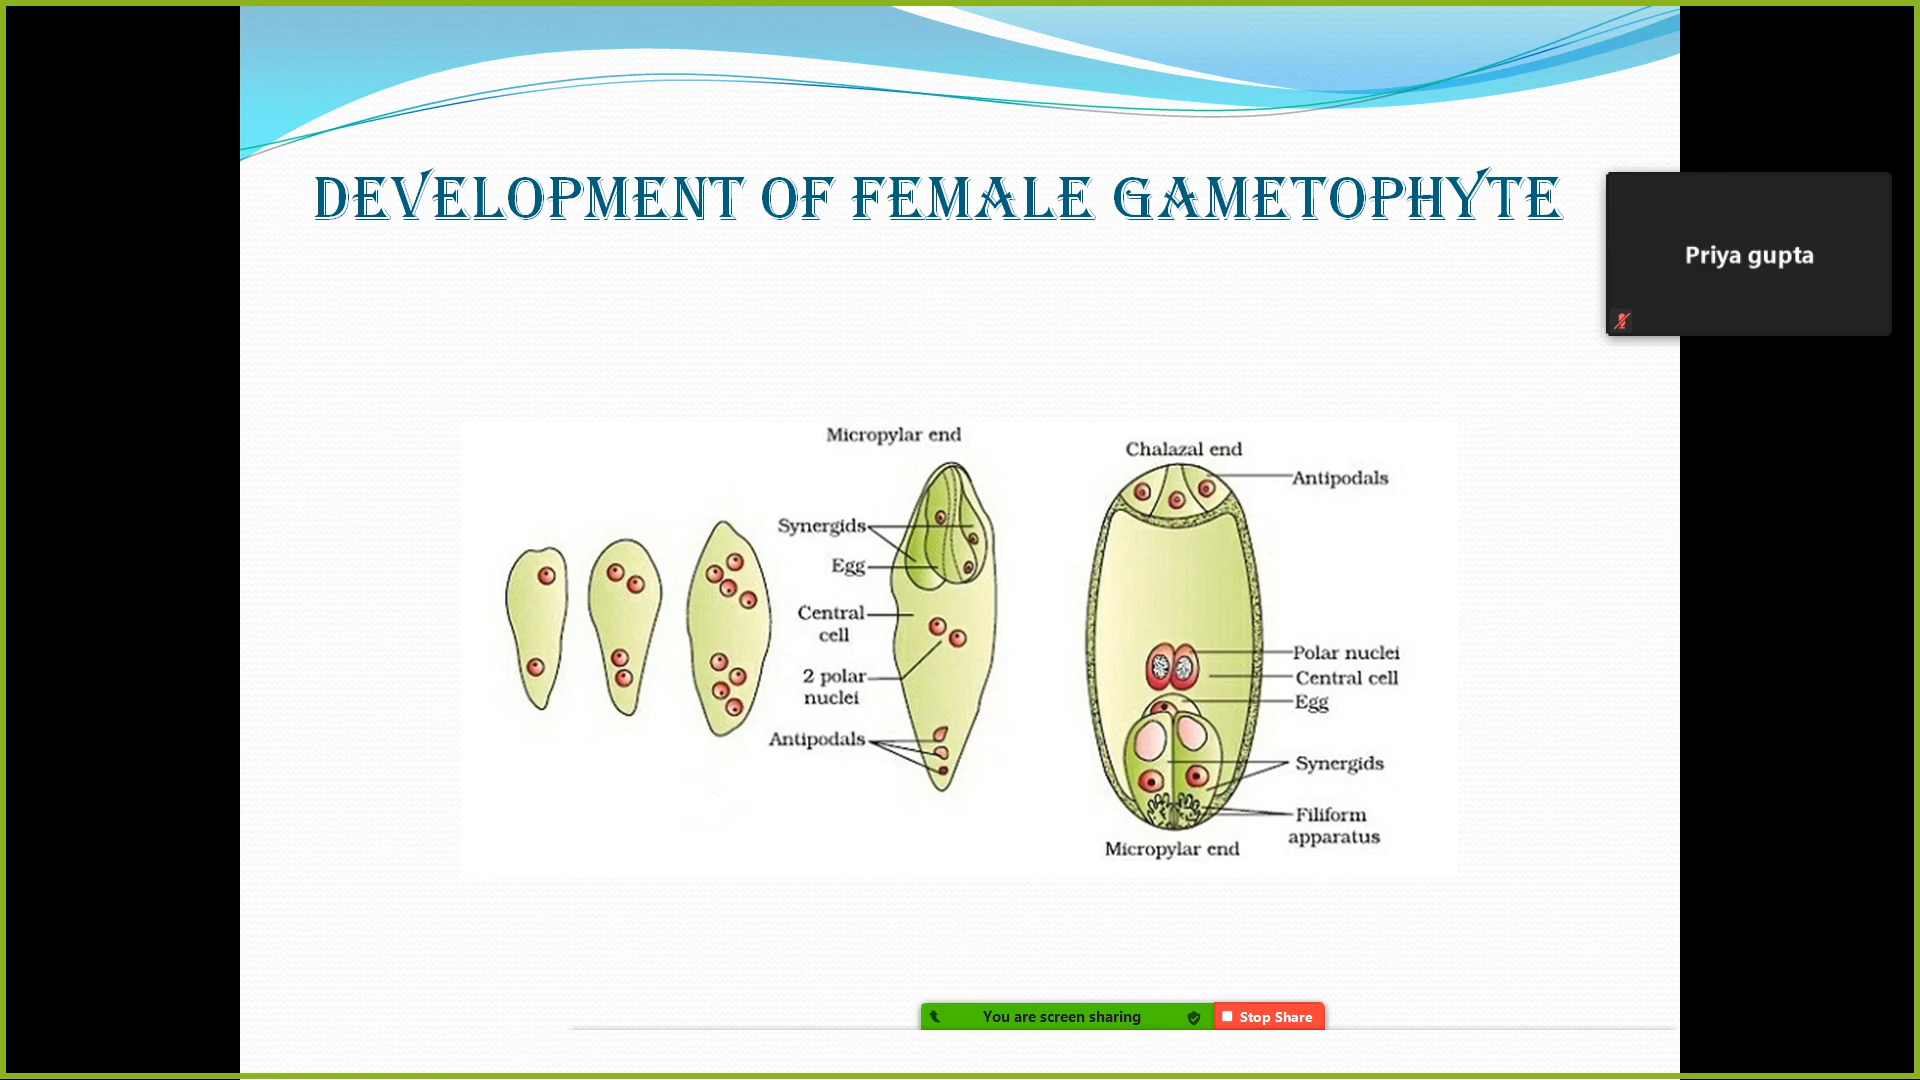 DEVELOPMENT OF FEMALE GAMETOPHYTE
Priya gupta
Micropylar end
Synergids
Egg
Central
cell
2 polar
nuclei
Antipodals
Chalazal end
Antipodals
Polar nuclei
Central cell
Egg
Synergids
Filiform
apparatus
Micropylar end
You are screen sharing
Stop Share